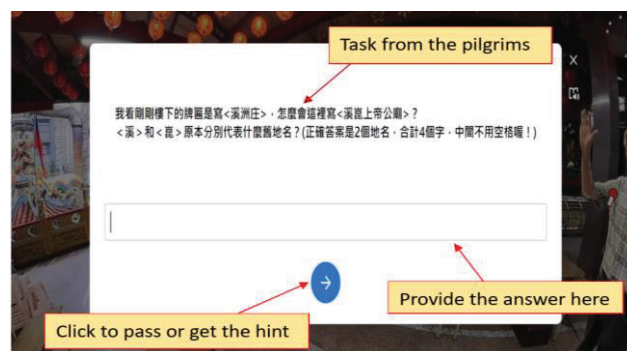 Task from the pilgrims
我看剛剛樓下的牌匾是寫<溪洲庄>，怎麼會這裡寫<溪崑上帝公廟>？
<溪>和<崑>原本分別代表什麼舊地名？(正確答案是2個地名，合計4個字，中間不用空格喔！)
Provide the answer here
Click to pass or get the hint